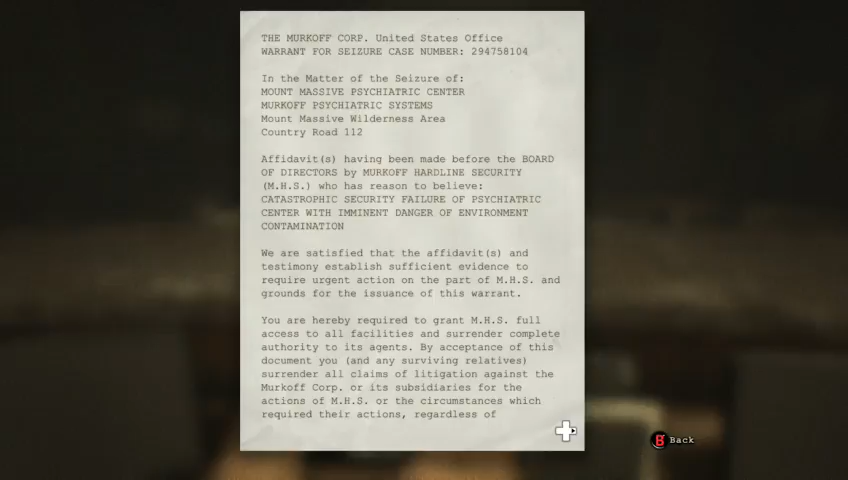 THE MURKOFF CORP. United States Office
WARRANT FOR SEIZURE CASE NUMBER: 294758104
In the Matter of the Seizure of:
MOUNT MASSIVE PSYCHIATRIC CENTER
MURKOFF PSYCHIATRIC SYSTEMS
Mount Massive Wilderness Area
Country Road 112
Affidavit(s) having been made before the BOARD
OF DIRECTORS by MURKOFF HARDLINE SECURITY
(M.H.S.) who has reason to believe:
CATASTROPHIC SECURITY FAILURE OF PSYCHIATRIC
CENTER WITH IMMINENT DANGER OF ENVIRONMENT
CONTAMINATION
We are satisfied that the affidavit(s) and
testimony establish sufficient evidence to
require urgent action on the part of M.H.S. and
grounds for the issuance of this warrant.
You are hereby required to grant M.H.S. full
access to all facilities and surrender complete
authority to its agents. By acceptance of this
document you (and any surviving relatives)
surrender all claims of litigation against the
Murkoff Corp. or its subsidiaries for the
actions of M.H.S. or the circumstances which
required their actions, regardless of
B Back